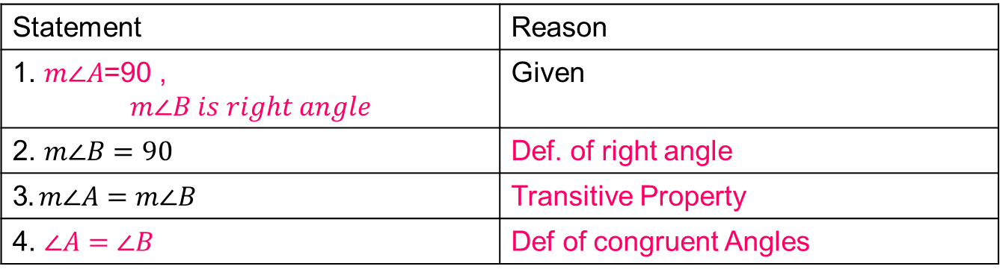 Statement Reason
1. m∠A=90 , Given
m∠B is right angle
2. m∠B = 90 Def. of right angle
3. m∠A = m∠B Transitive Property
4. ∠A = ∠B Def of congruent Angles